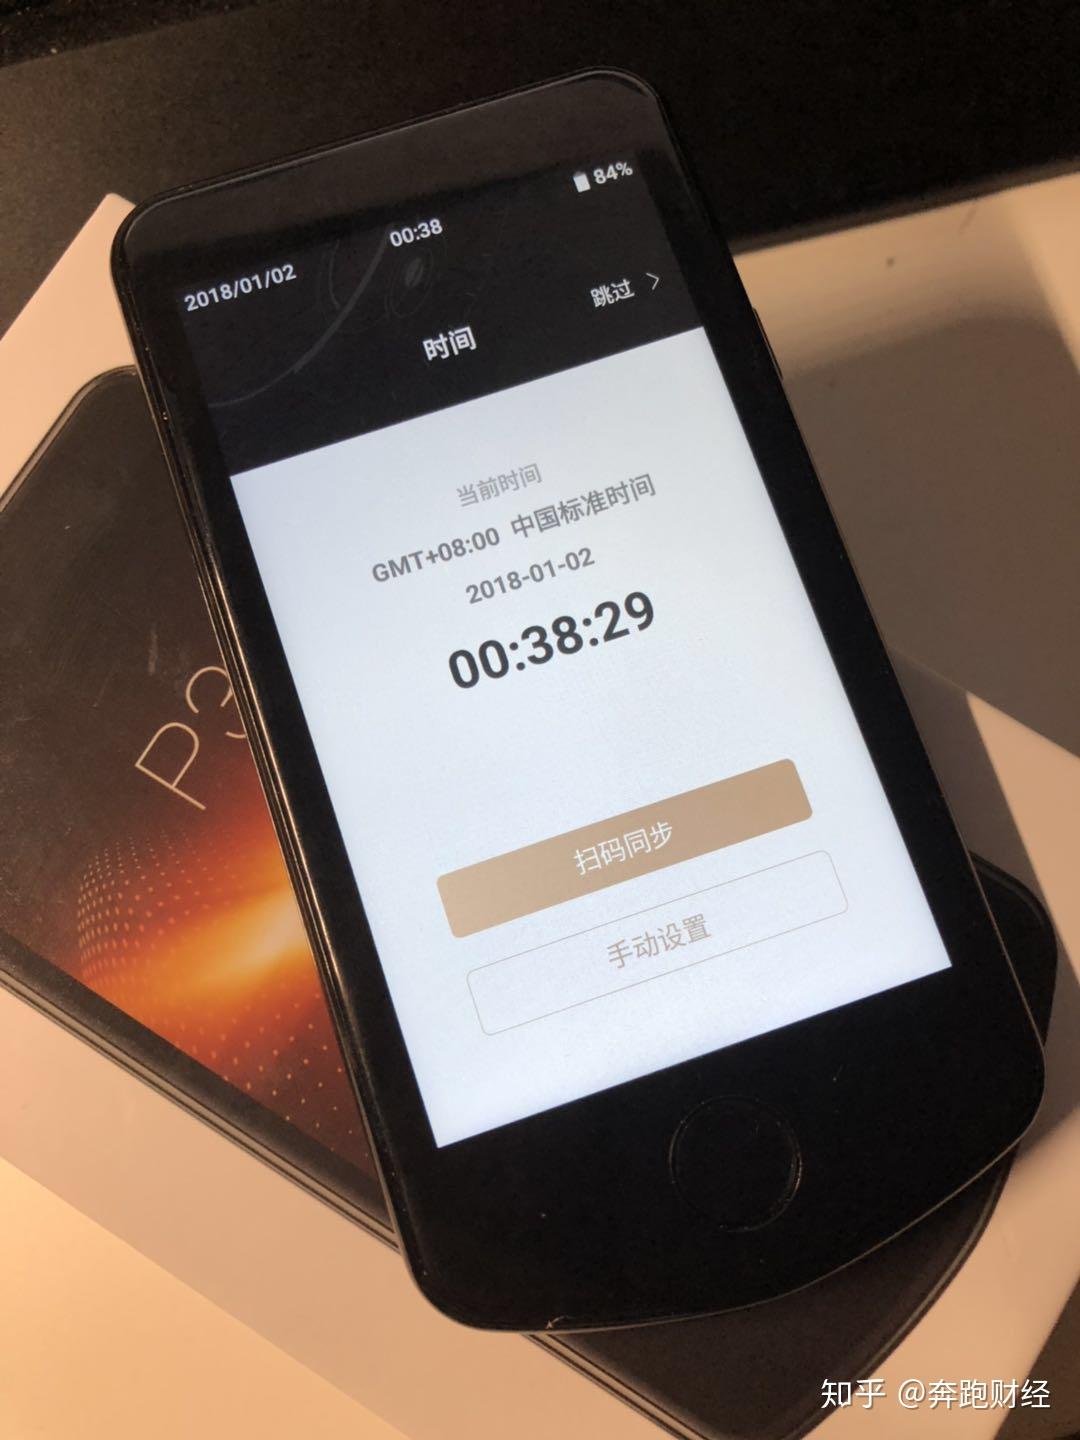 84%
00:38
2018/01/02
跳过 >
时间
当前时间
GMT+08:00 中国标准时间
2018-01-02
00:38:29
扫码同步
手动设置
P3
知乎 @奔跑财经